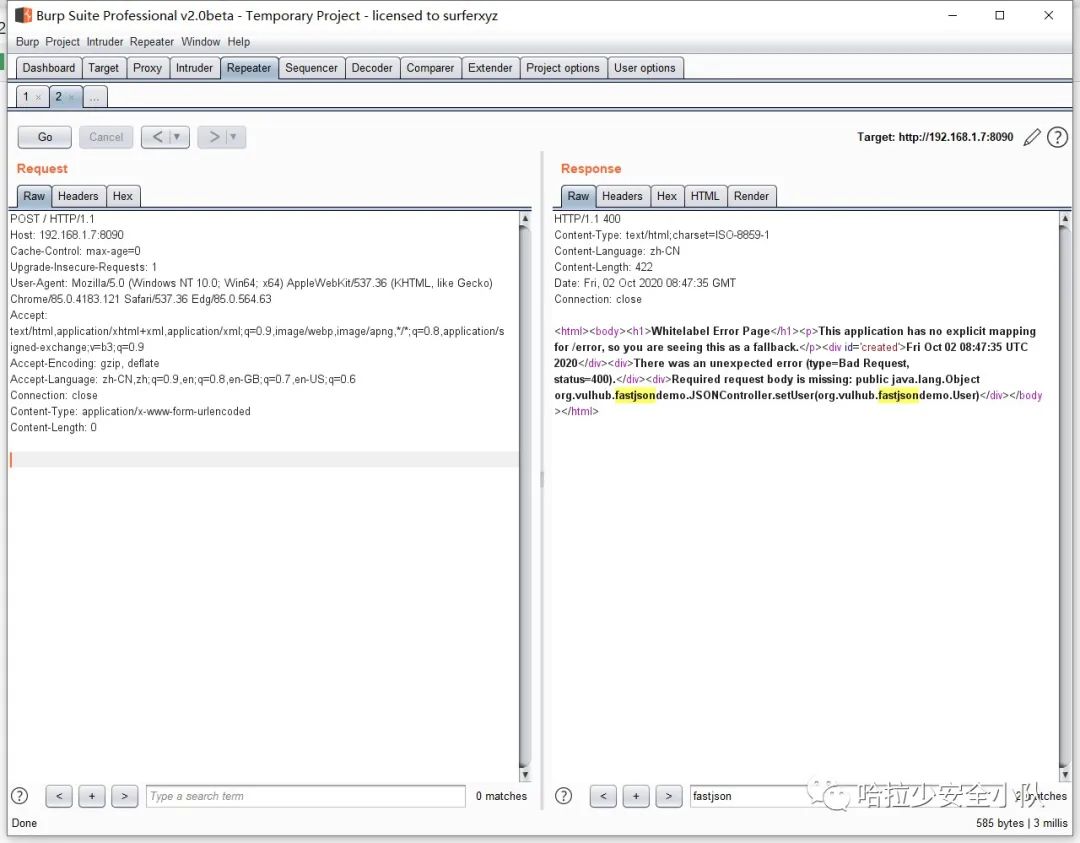 Burp Suite Professional v2.0beta - Temporary Project - licensed to surferxyz
Burp Project Intruder Repeater Window Help
Dashboard Target Proxy Intruder Repeater Sequencer Decoder Comparer Extender Project options User options
1 × 2 × ...
Go Cancel < ▼ > ▼ Target: http://192.168.1.7:8090 ?
Request
Raw Headers Hex
POST / HTTP/1.1
Host: 192.168.1.7:8090
Cache-Control: max-age=0
Upgrade-Insecure-Requests: 1
User-Agent: Mozilla/5.0 (Windows NT 10.0; Win64; x64) AppleWebKit/537.36 (KHTML, like Gecko)
Chrome/85.0.4183.121 Safari/537.36 Edg/85.0.564.63
Accept:
text/html,application/xhtml+xml,application/xml;q=0.9,image/webp,image/apng,*/*;q=0.8,application/s
igned-exchange;v=b3;q=0.9
Accept-Encoding: gzip, deflate
Accept-Language: zh-CN,zh;q=0.9,en;q=0.8,en-GB;q=0.7,en-US;q=0.6
Connection: close
Content-Type: application/x-www-form-urlencoded
Content-Length: 0
? < + > Type a search term 0 matches
Response
Raw Headers Hex HTML Render
HTTP/1.1 400
Content-Type: text/html;charset=ISO-8859-1
Content-Language: zh-CN
Content-Length: 422
Date: Fri, 02 Oct 2020 08:47:35 GMT
Connection: close
<html><body><h1>Whitelabel Error Page</h1><p>This application has no explicit mapping
for /error, so you are seeing this as a fallback.</p><div id='created'>Fri Oct 02 08:47:35 UTC
2020</div><div>There was an unexpected error (type=Bad Request,
status=400).</div><div>Required request body is missing: public java.lang.Object
org.vulhub.fastjsondemo.JSONController.setUser(org.vulhub.fastjsondemo.User)</div></body
></html>
? < + > fastjson 2 matches
哈拉少安全小队
Done
585 bytes | 3 millis